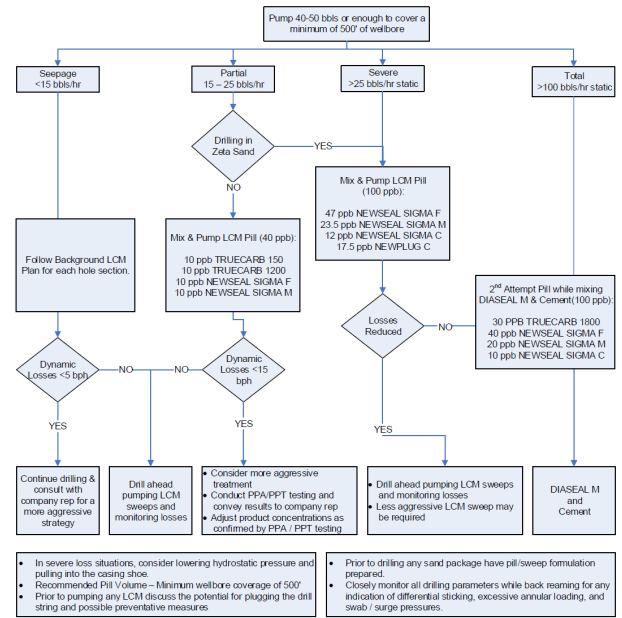 Pump 40-50 bbls or enough to cover a
minimum of 500' of wellbore
Seepage
<15 bbls/hr
Partial
15 – 25 bbls/hr
Severe
>25 bbls/hr static
Total
>100 bbls/hr static
Drilling in
Zeta Sand
YES
NO
Mix & Pump LCM Pill
(100 ppb):
47 ppb NEWSEAL SIGMA F
23.5 ppb NEWSEAL SIGMA M
12 ppb NEWSEAL SIGMA C
17.5 ppb NEWPLUG C
Follow Background LCM
Plan for each hole section.
Mix & Pump LCM Pill (40 ppb):
10 ppb TRUECARB 150
10 ppb TRUECARB 1200
10 ppb NEWSEAL SIGMA F
10 ppb NEWSEAL SIGMA M
2nd Attempt Pill while mixing
DIASEAL M & Cement(100 ppb):
30 PPB TRUECARB 1800
40 ppb NEWSEAL SIGMA F
20 ppb NEWSEAL SIGMA M
10 ppb NEWSEAL SIGMA C
Losses
Reduced
NO
Dynamic
Losses <5 bph
NO
NO
Dynamic
Losses <15
bph
YES
YES
YES
Continue drilling &
consult with
company rep for a
more aggressive
strategy
Drill ahead
pumping LCM
sweeps and
monitoring losses
• Consider more aggressive
treatment
• Conduct PPA/PPT testing and
convey results to company rep
• Adjust product concentrations as
confirmed by PPA / PPT testing
• Drill ahead pumping LCM sweeps
and monitoring losses
• Less aggressive LCM sweep may
be required
DIASEAL M
and
Cement
• In severe loss situations, consider lowering hydrostatic pressure and
pulling into the casing shoe.
• Recommended Pill Volume – Minimum wellbore coverage of 500'
• Prior to pumping any LCM discuss the potential for plugging the drill
string and possible preventative measures
• Prior to drilling any sand package have pill/sweep formulation
prepared.
• Closely monitor all drilling parameters while back reaming for any
indication of differential sticking, excessive annular loading, and
swab / surge pressures.